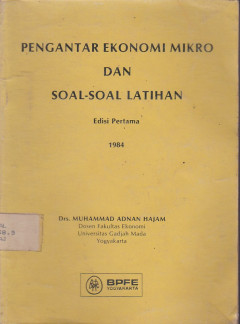 PENGANTAR EKONOMI MIKRO
DAN
SOAL-SOAL LATIHAN
Edisi Pertama
1984
Drs. MUHAMMAD ADNAN HAJAM
Dosen Fakultas Ekonomi
Universitas Gadjah Mada
Yogyakarta
BPFE
YOGYAKARTA